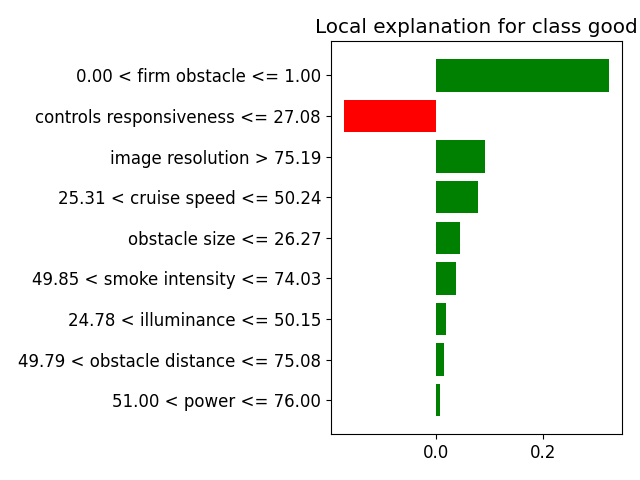 Local explanation for class good
0.00 < firm obstacle <= 1.00
controls responsiveness <= 27.08
image resolution > 75.19
25.31 < cruise speed <= 50.24
obstacle size <= 26.27
49.85 < smoke intensity <= 74.03
24.78 < illuminance <= 50.15
49.79 < obstacle distance <= 75.08
51.00 < power <= 76.00
0.0 0.2